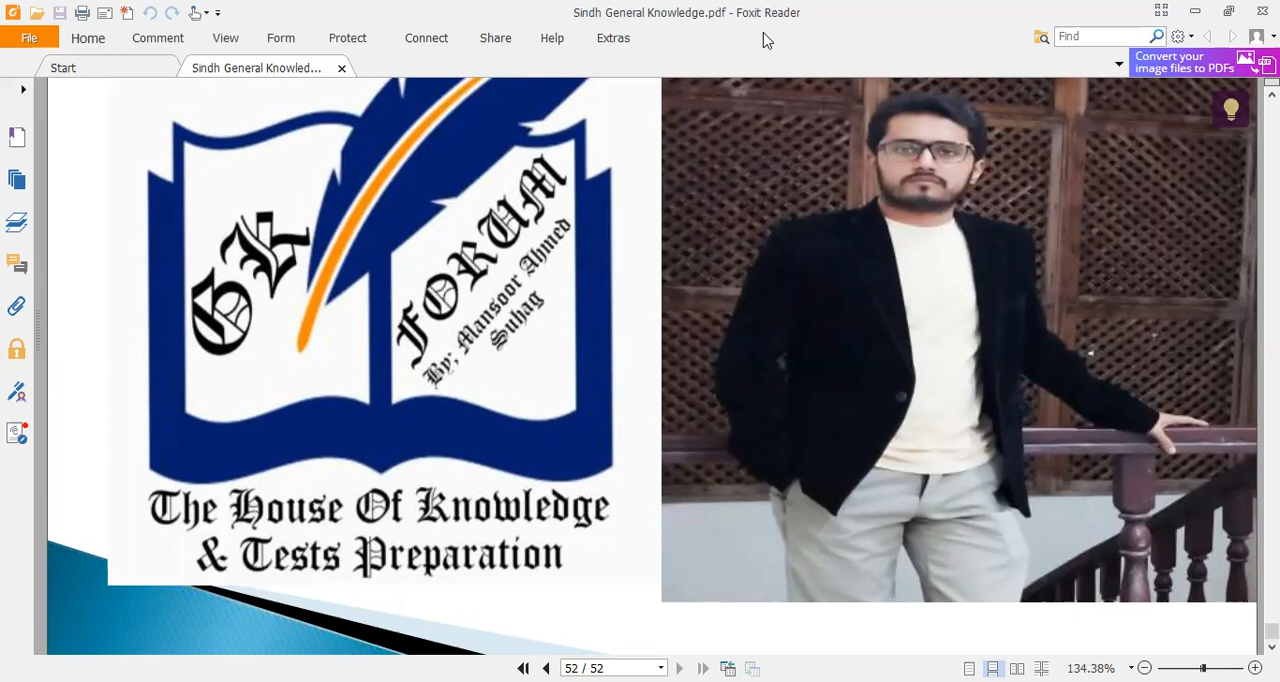 Sindh General Knowledge.pdf - Foxit Reader
File Home Comment View Form Protect Connect Share Help Extras
Find
Convert your
image files to PDFs
Start
Sindh General Knowled...
GK
FORUM
By; Mansoor Ahmed
Suhag
The House Of Knowledge
& Tests Preparation
52 / 52
134.38%